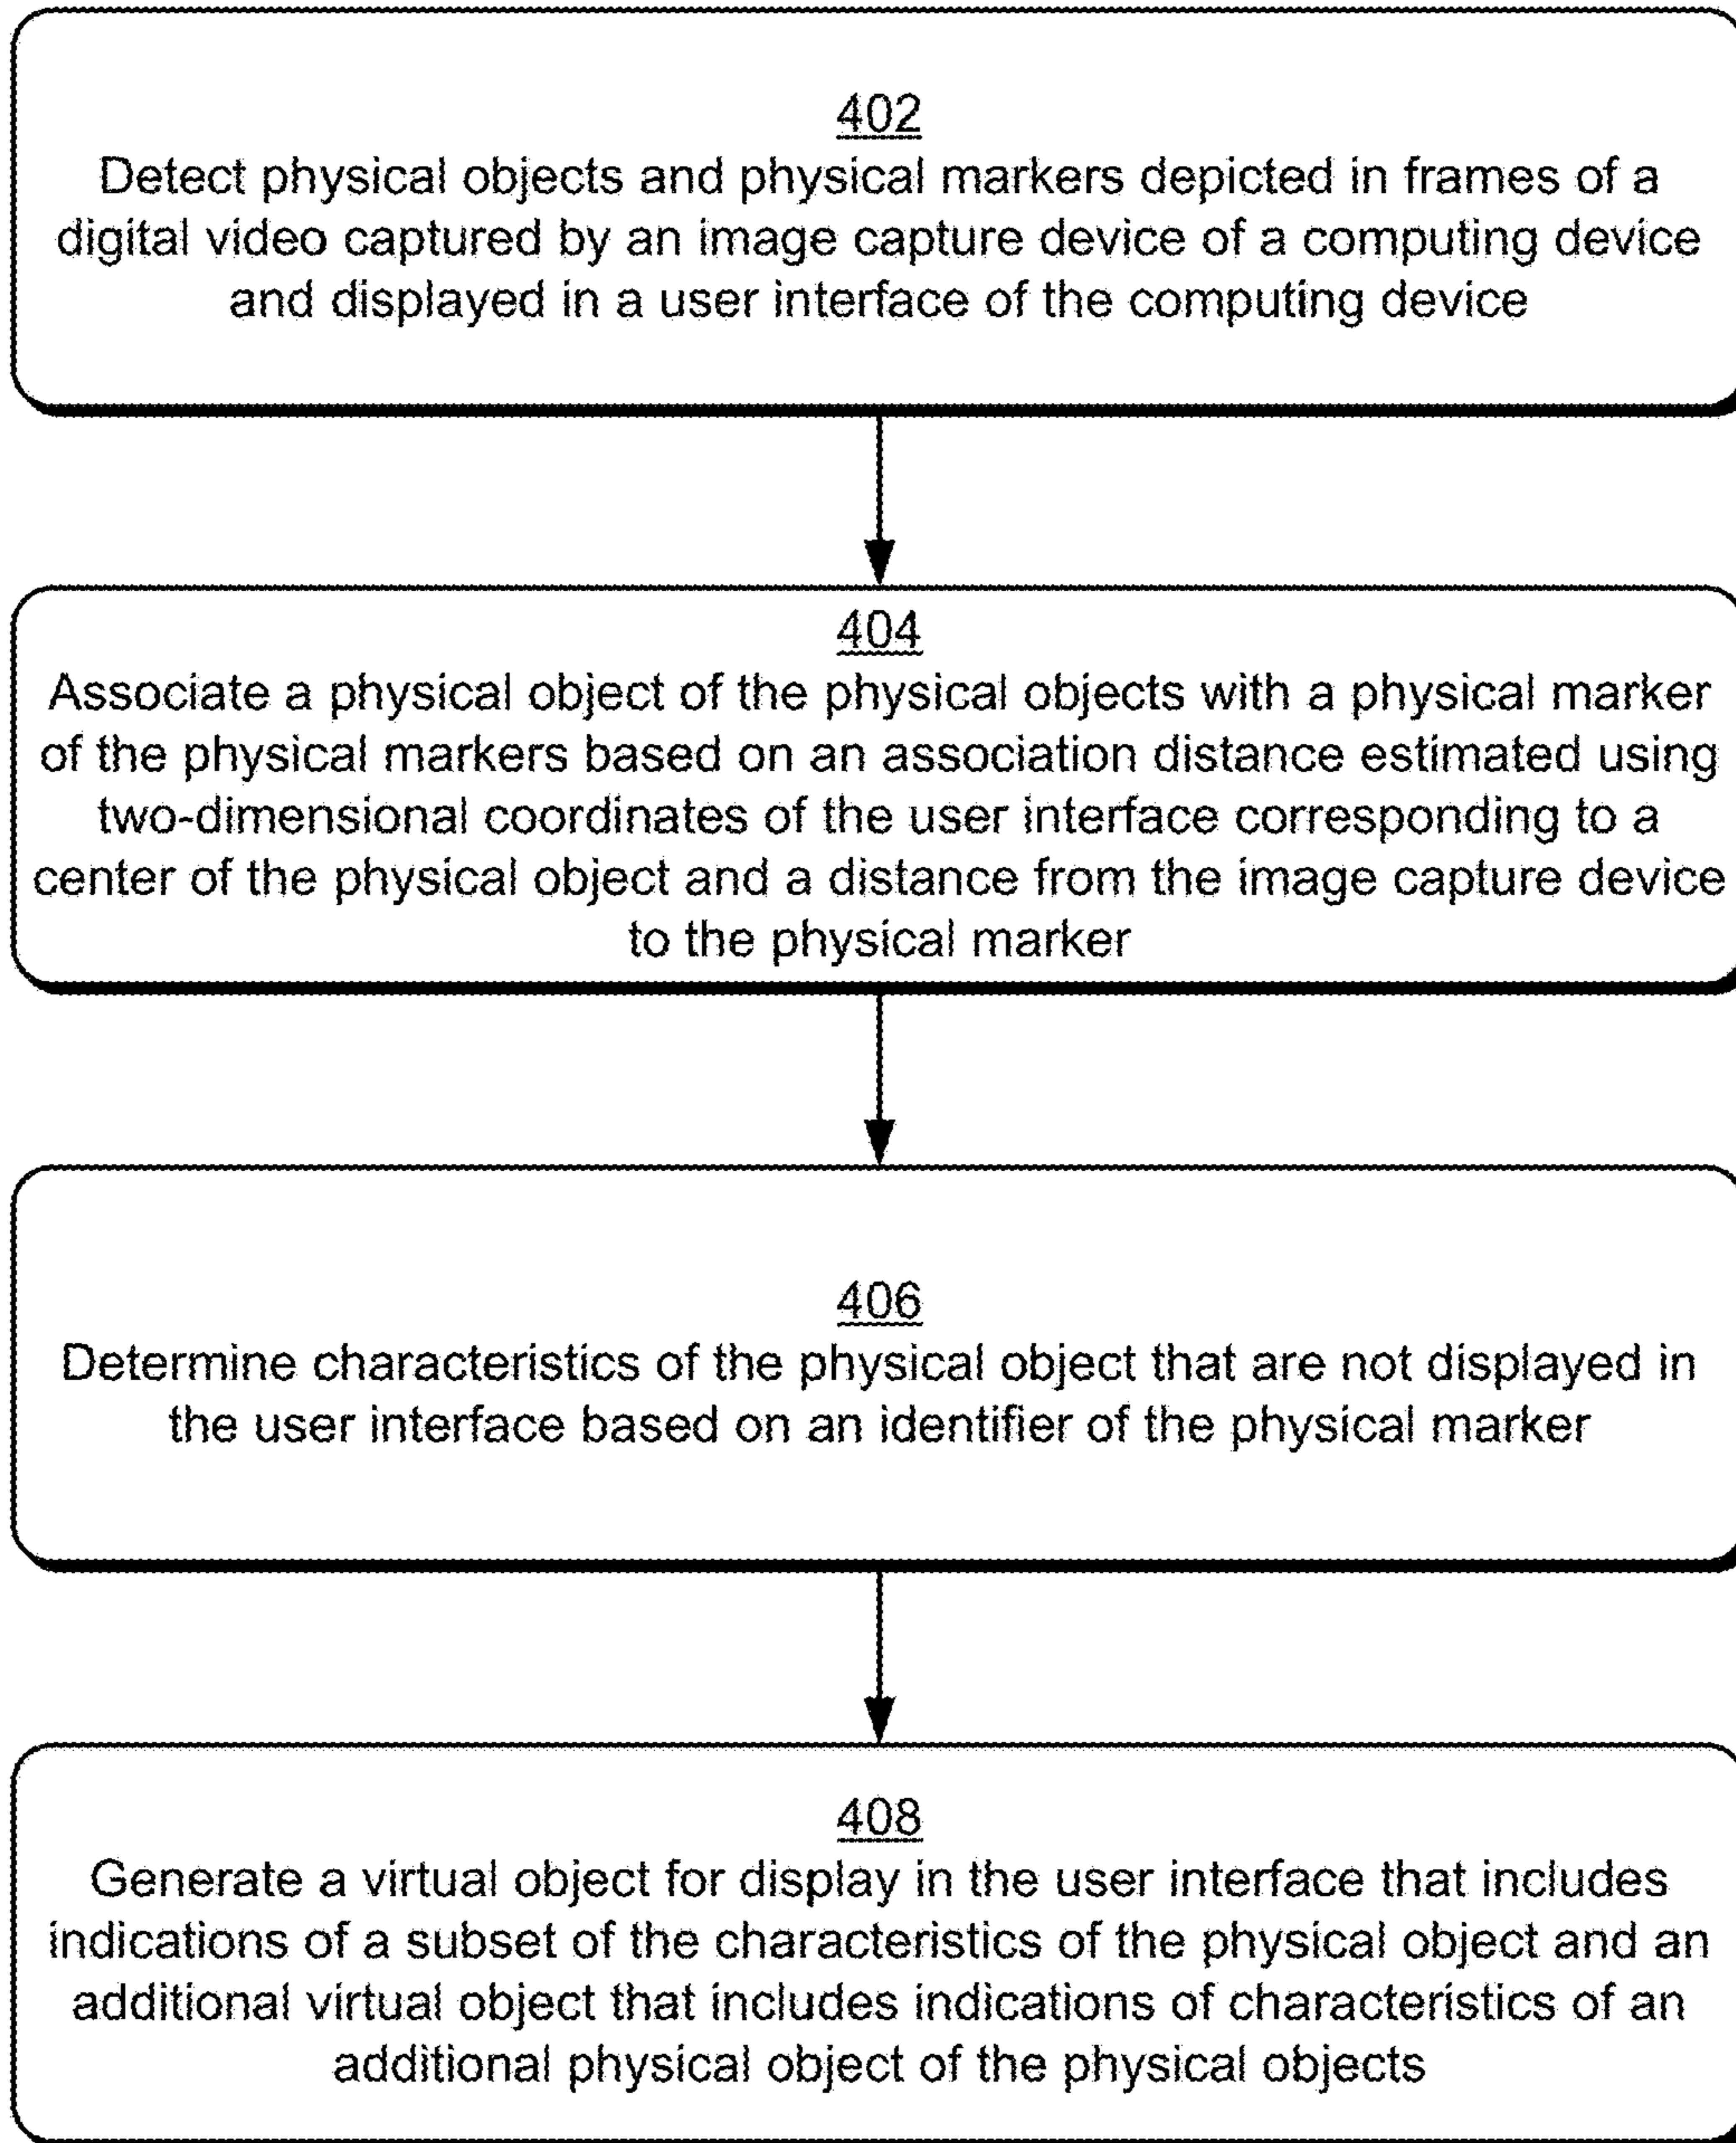 402
Detect physical objects and physical markers depicted in frames of a
digital video captured by an image capture device of a computing device
and displayed in a user interface of the computing device
404
Associate a physical object of the physical objects with a physical marker
of the physical markers based on an association distance estimated using
two-dimensional coordinates of the user interface corresponding to a
center of the physical object and a distance from the image capture device
to the physical marker
406
Determine characteristics of the physical object that are not displayed in
the user interface based on an identifier of the physical marker
408
Generate a virtual object for display in the user interface that includes
indications of a subset of the characteristics of the physical object and an
additional virtual object that includes indications of characteristics of an
additional physical object of the physical objects